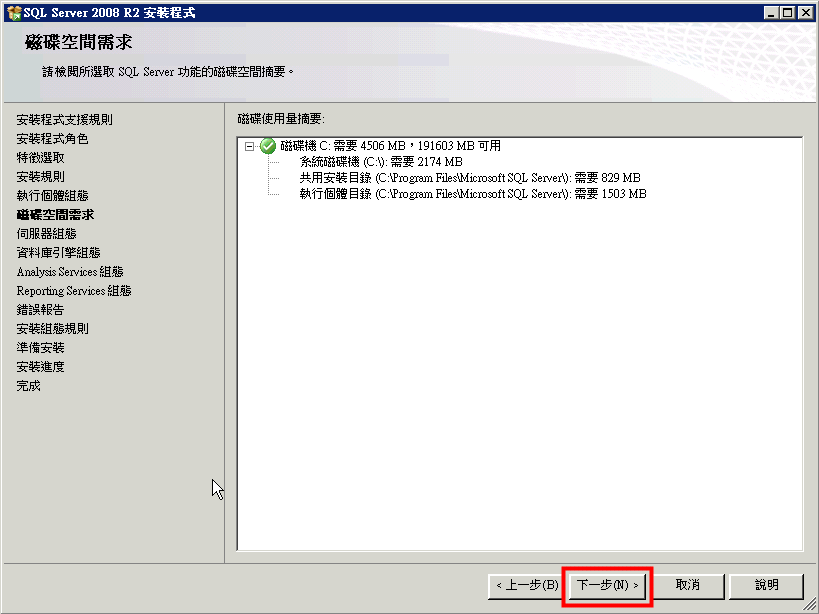 SQL Server 2008 R2 安裝程式
磁碟空間需求
請檢閱所選取 SQL Server 功能的磁碟空間摘要。
安裝程式支援規則
安裝程式角色
特徵選取
安裝規則
執行個體組態
磁碟空間需求
伺服器組態
資料庫引擎組態
Analysis Services 組態
Reporting Services 組態
錯誤報告
安裝組態規則
準備安裝
安裝進度
完成
磁碟使用量摘要:
磁碟機 C: 需要 4506 MB，191603 MB 可用
系統磁碟機 (C:\): 需要 2174 MB
共用安裝目錄 (C:\Program Files\Microsoft SQL Server\): 需要 829 MB
執行個體目錄 (C:\Program Files\Microsoft SQL Server\): 需要 1503 MB
< 上一步(B) 下一步(N) > 取消 說明